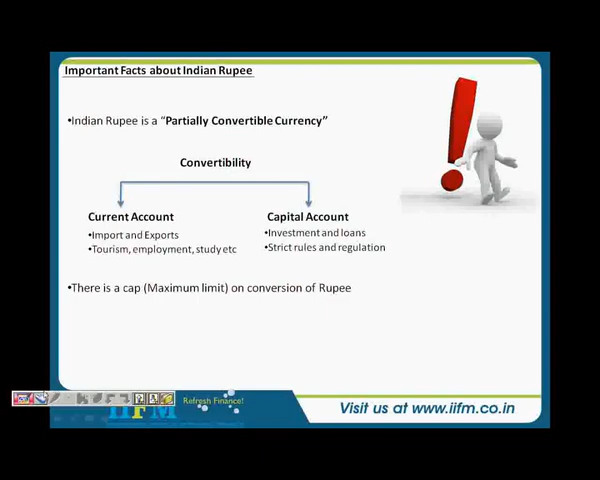 Important Facts about Indian Rupee
•Indian Rupee is a “Partially Convertible Currency”
Convertibility
Current Account
•Import and Exports
•Tourism, employment, study etc
Capital Account
•Investment and loans
•Strict rules and regulation
•There is a cap (Maximum limit) on conversion of Rupee
IIFM
Refresh Finance!
Visit us at www.iifm.co.in